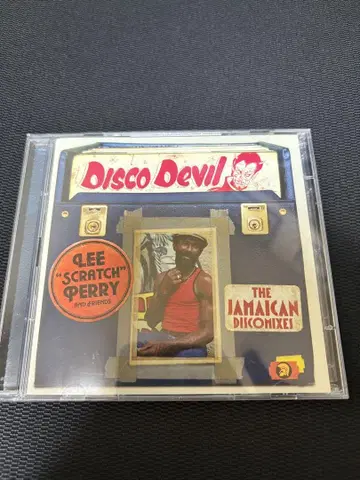 Disco Devil
LEE
"SCRATCH"
PERRY
AND FRIENDS
THE
JAMAICAN
DISCOMIXES